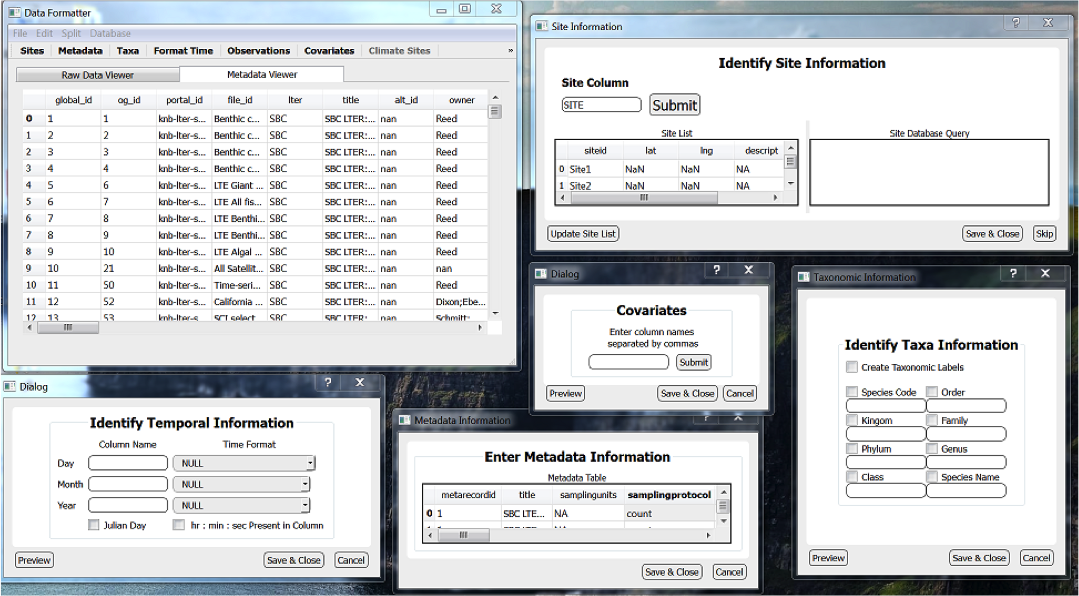 Data Formatter
File Edit Split Database
Sites Metadata Taxa Format Time Observations Covariates Climate Sites »
Raw Data Viewer Metadata Viewer
global_id og_id portal_id file_id lter title alt_id owner
0 1 1 knb-lter-s... Benthic c... SBC SBC LTER:... nan Reed
1 2 2 knb-lter-s... Benthic c... SBC SBC LTER:... nan Reed
2 3 3 knb-lter-s... Benthic c... SBC SBC LTER:... nan Reed
3 4 4 knb-lter-s... Benthic c... SBC SBC LTER:... nan Reed
4 5 6 knb-lter-s... LTE Giant ... SBC SBC LTER:... nan Reed
5 6 7 knb-lter-s... LTE All fis... SBC SBC LTER:... nan Reed
6 7 8 knb-lter-s... LTE Benthi... SBC SBC LTER:... nan Reed
7 8 9 knb-lter-s... LTE Benthi... SBC SBC LTER:... nan Reed
8 9 10 knb-lter-s... LTE Algal ... SBC SBC LTER:... nan Reed
9 10 21 knb-lter-s... All Satellit... SBC SBC LTER:... nan nan
10 11 50 knb-lter-s... Time-seri... SBC SBC LTER:... nan Reed
11 12 52 knb-lter-s... California ... SBC SBC LTER:... nan Dixon;Ebe...
12 13 53 knb-lter-s... SCI select SBC SBC LTER:... nan Schmitt;
Site Information
Identify Site Information
Site Column
SITE Submit
Site List
siteid lat lng descript
0 Site1 NaN NaN NA
1 Site2 NaN NaN NA
Site Database Query
Update Site List Save & Close Skip
Dialog
Covariates
Enter column names
separated by commas
Submit
Preview Save & Close Cancel
Taxonomic Information
Identify Taxa Information
Create Taxonomic Labels
Species Code Order
Kingom Family
Phylum Genus
Class Species Name
Preview Save & Close Cancel
Dialog
Identify Temporal Information
Column Name Time Format
Day NULL
Month NULL
Year NULL
Julian Day hr : min : sec Present in Column
Preview Save & Close Cancel
Metadata Information
Enter Metadata Information
Metadata Table
metarecordid title samplingunits samplingprotocol
0 1 SBC LTE... NA count
Save & Close Cancel